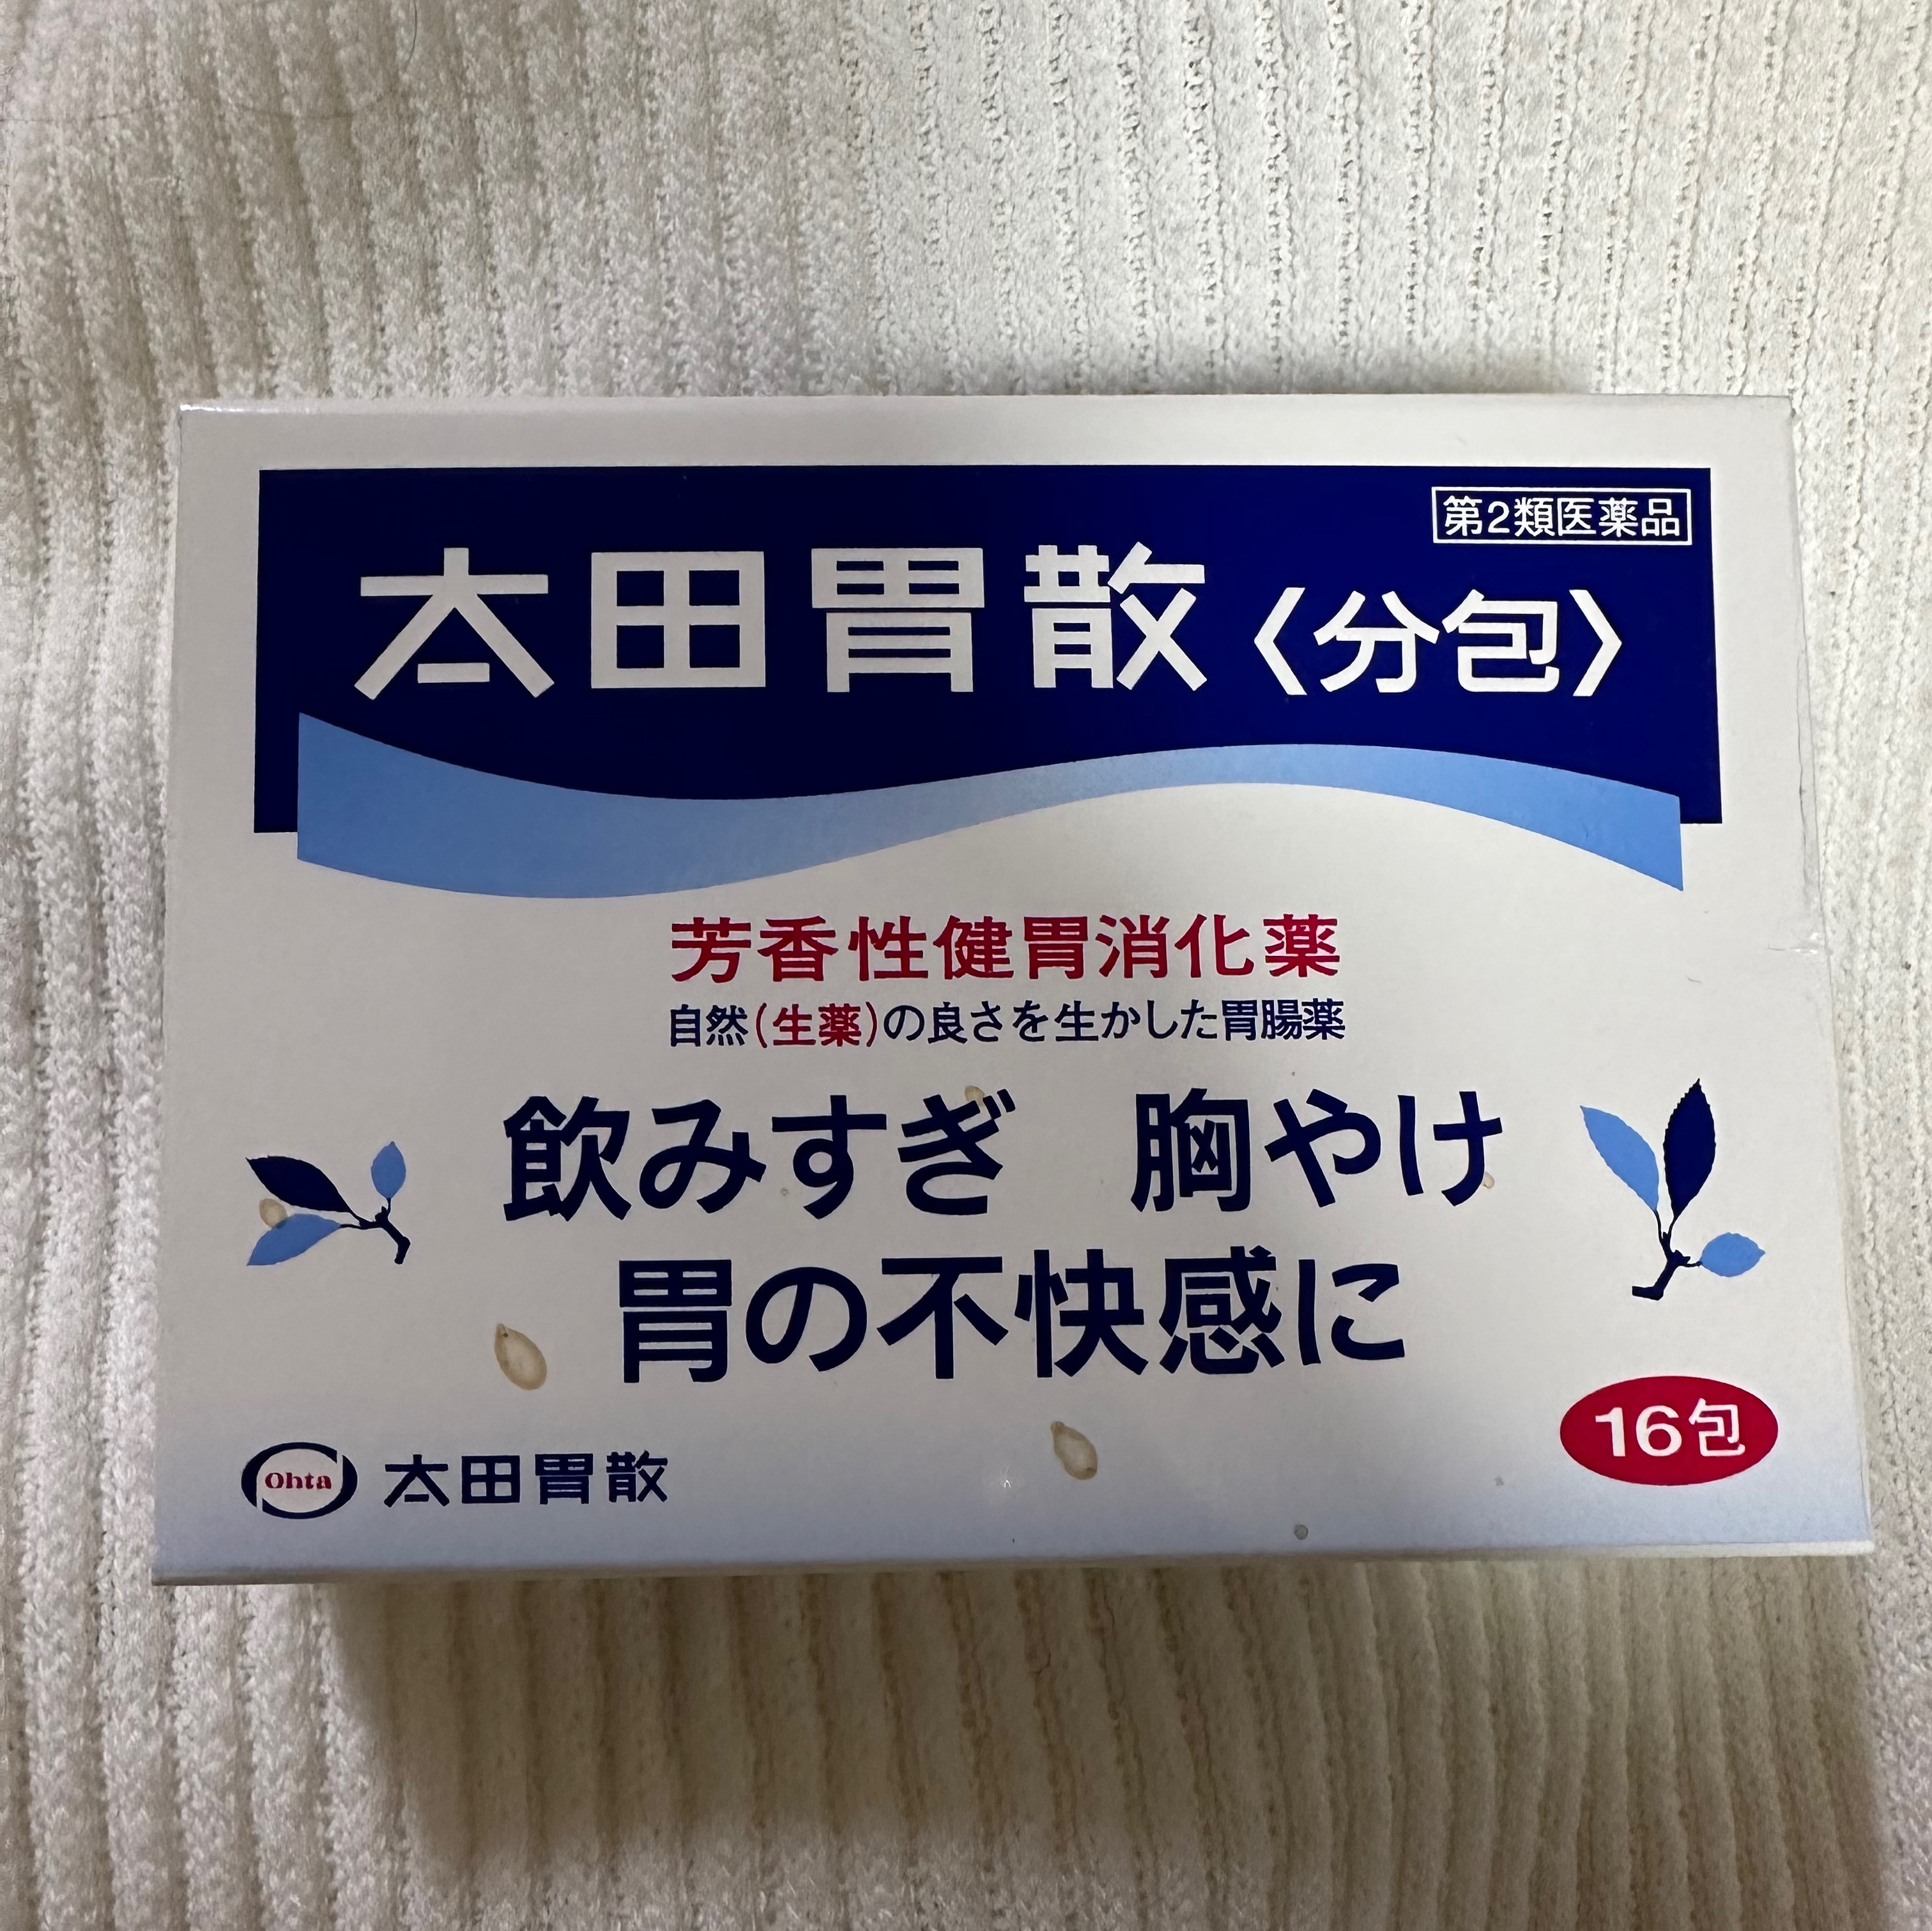 第2類医薬品
太田胃散〈分包〉
芳香性健胃消化薬
自然(生薬)の良さを生かした胃腸薬
飲みすぎ 胸やけ
胃の不快感に
16包
Ohta 太田胃散